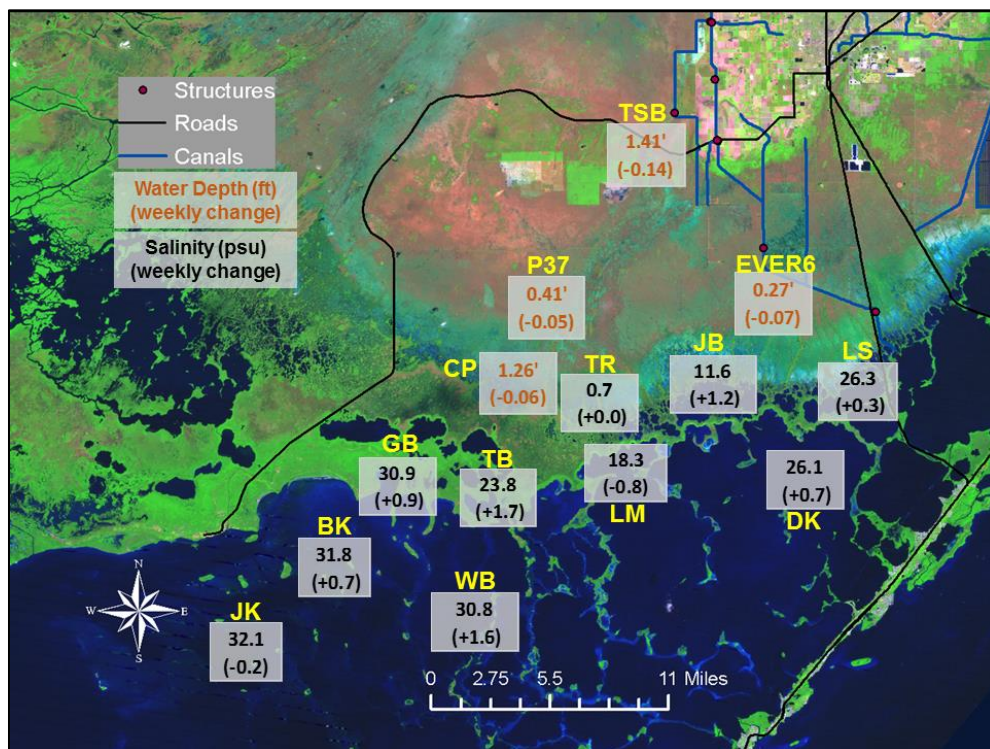 Structures
Roads
Canals
Water Depth (ft)
(weekly change)
Salinity (psu)
(weekly change)
TSB
1.41'
(-0.14)
P37
0.41'
(-0.05)
EVER6
0.27'
(-0.07)
CP
1.26'
(-0.06)
TR
0.7
(+0.0)
JB
11.6
(+1.2)
LS
26.3
(+0.3)
GB
30.9
(+0.9)
TB
23.8
(+1.7)
18.3
(-0.8)
LM
26.1
(+0.7)
DK
BK
31.8
(+0.7)
WB
30.8
(+1.6)
JK
32.1
(-0.2)
N
W E
S
0 2.75 5.5 11 Miles